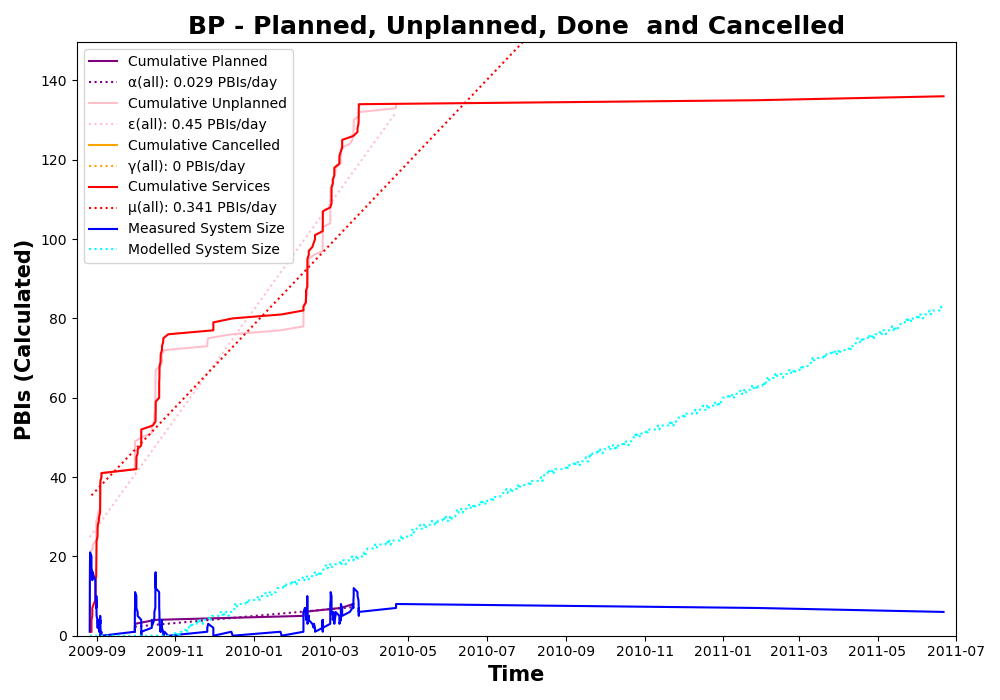 BP - Planned, Unplanned, Done  and Cancelled
PBIs (Calculated)
140
120
100
80
60
40
20
0
Cumulative Planned
α(all): 0.029 PBIs/day
Cumulative Unplanned
ε(all): 0.45 PBIs/day
Cumulative Cancelled
γ(all): 0 PBIs/day
Cumulative Services
μ(all): 0.341 PBIs/day
Measured System Size
Modelled System Size
2009-09 2009-11 2010-01 2010-03 2010-05 2010-07 2010-09 2010-11 2011-01 2011-03 2011-05 2011-07
Time